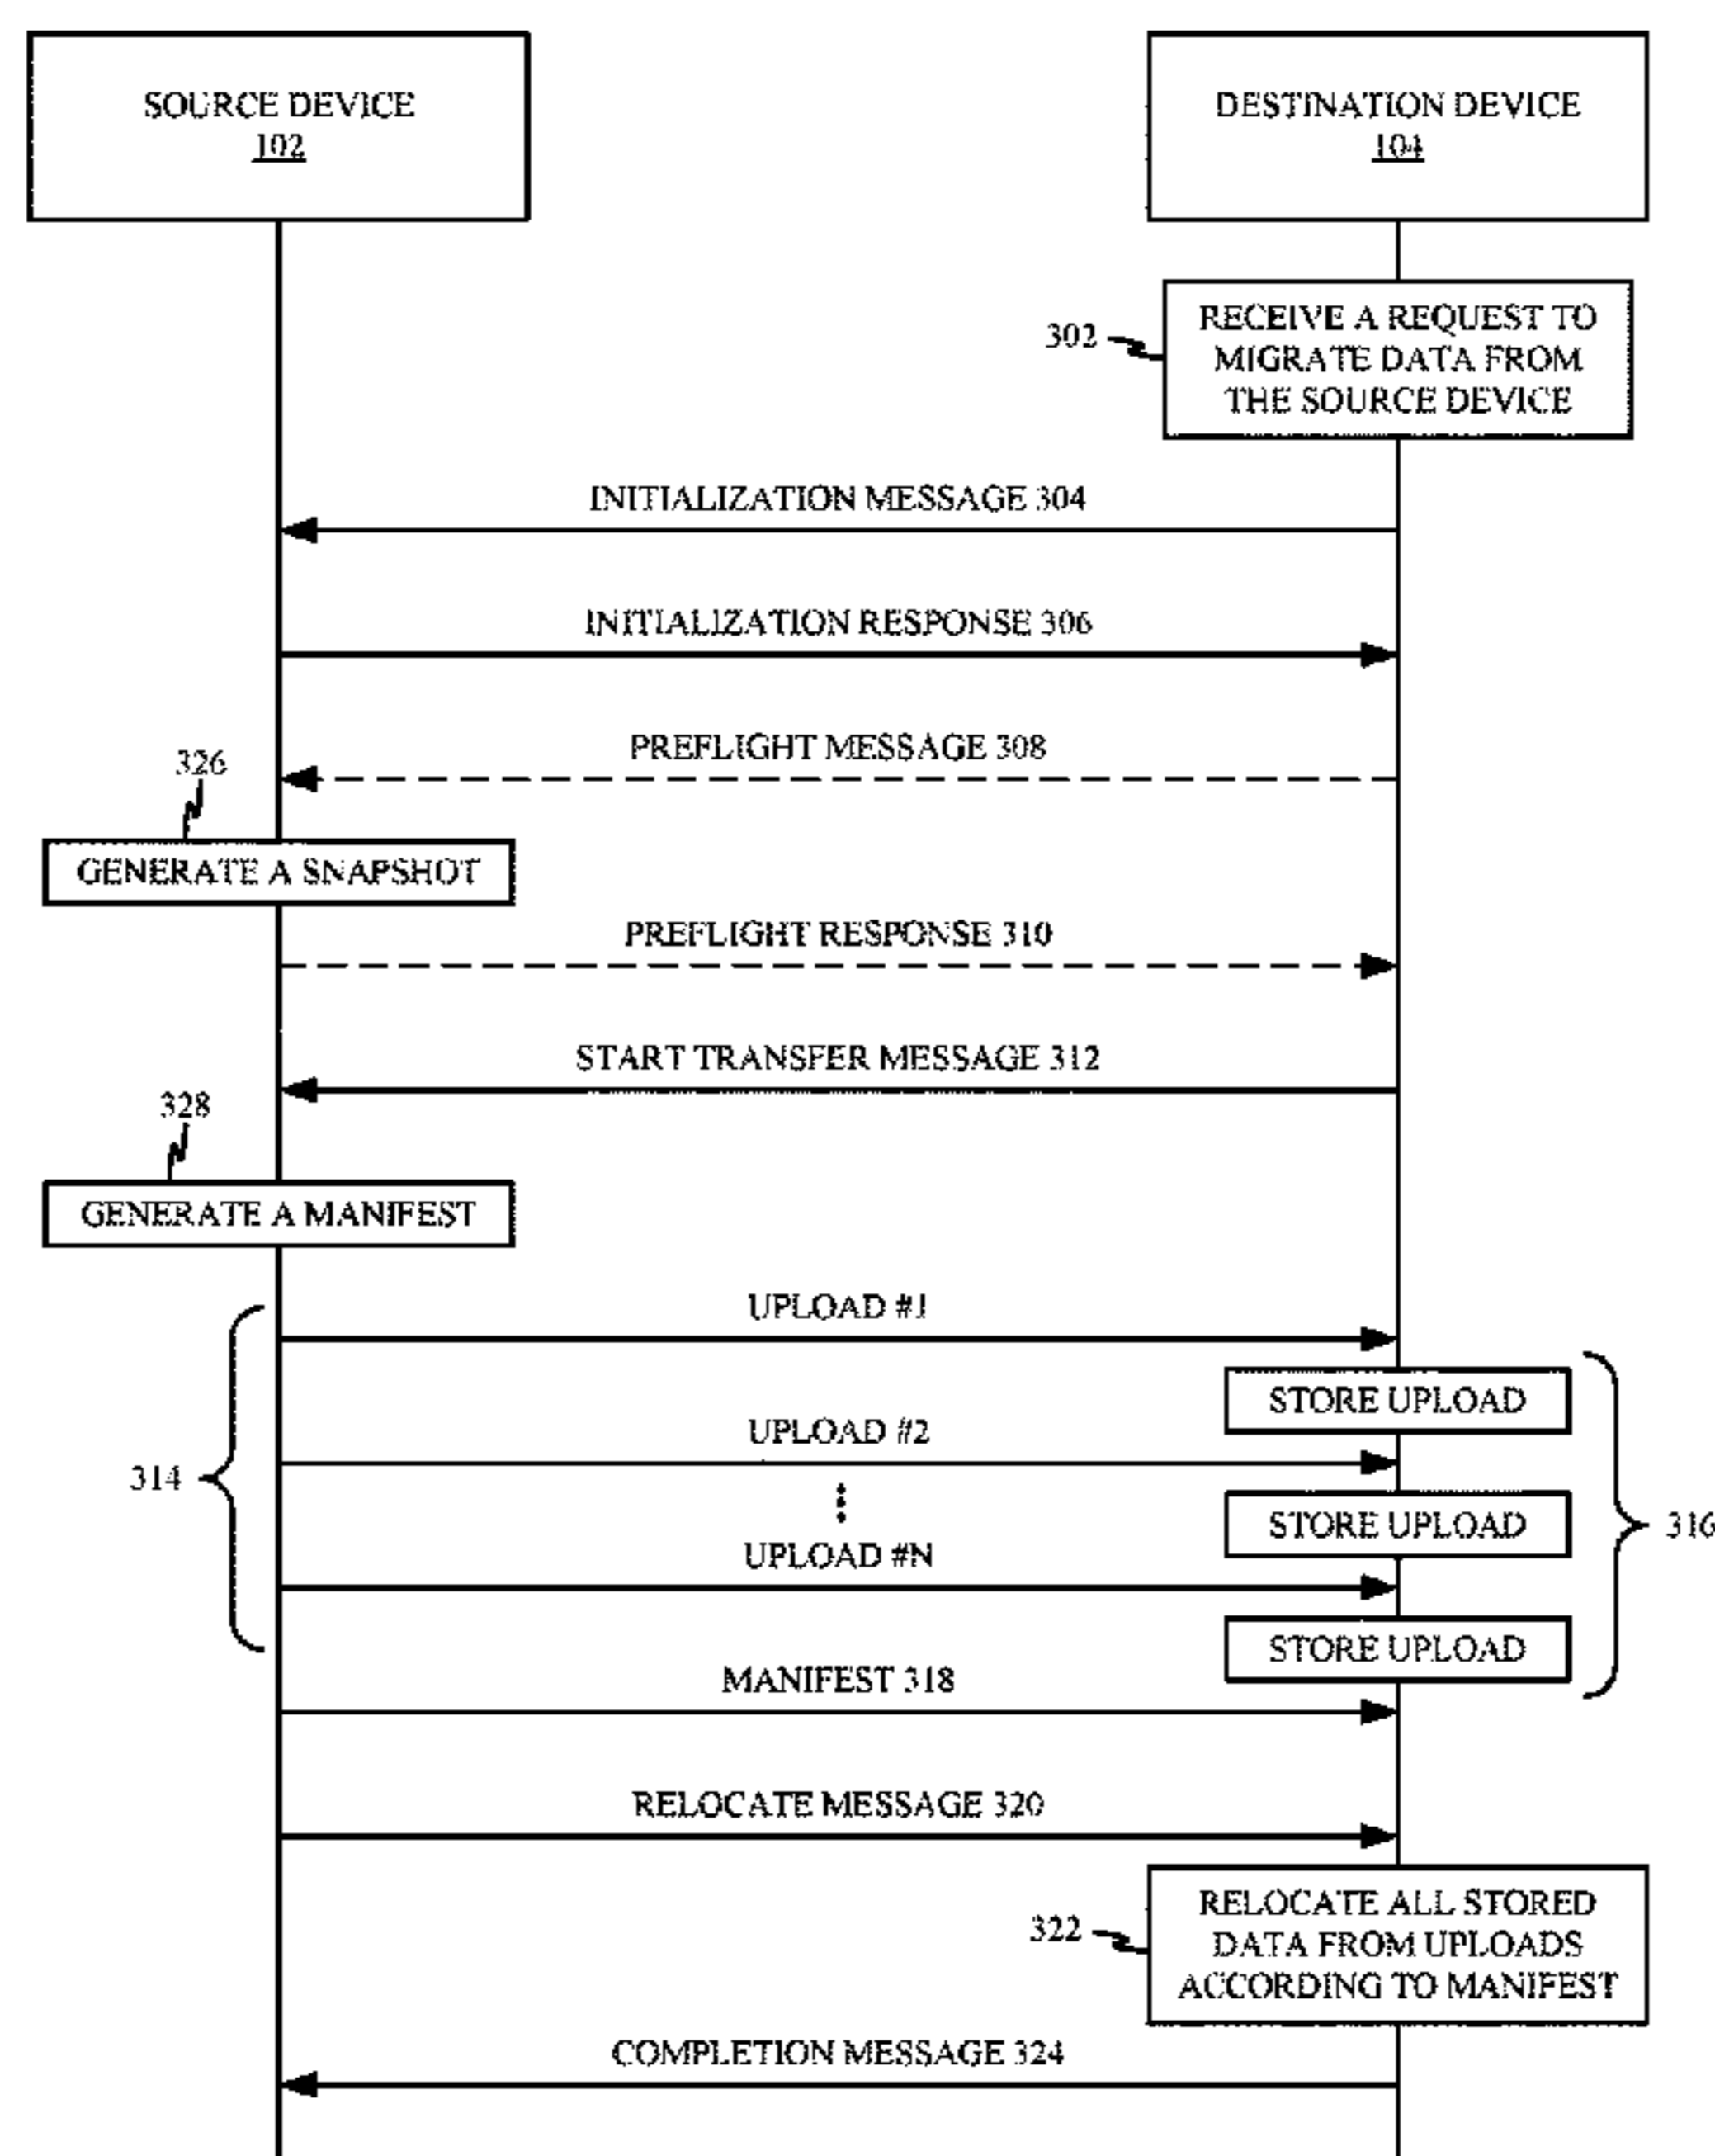 SOURCE DEVICE
102
DESTINATION DEVICE
104
302
RECEIVE A REQUEST TO
MIGRATE DATA FROM
THE SOURCE DEVICE
INITIALIZATION MESSAGE 304
INITIALIZATION RESPONSE 306
PREFLIGHT MESSAGE 308
326
GENERATE A SNAPSHOT
PREFLIGHT RESPONSE 310
START TRANSFER MESSAGE 312
328
GENERATE A MANIFEST
UPLOAD #1
STORE UPLOAD
UPLOAD #2
314
STORE UPLOAD
316
UPLOAD #N
STORE UPLOAD
MANIFEST 318
RELOCATE MESSAGE 320
322
RELOCATE ALL STORED
DATA FROM UPLOADS
ACCORDING TO MANIFEST
COMPLETION MESSAGE 324